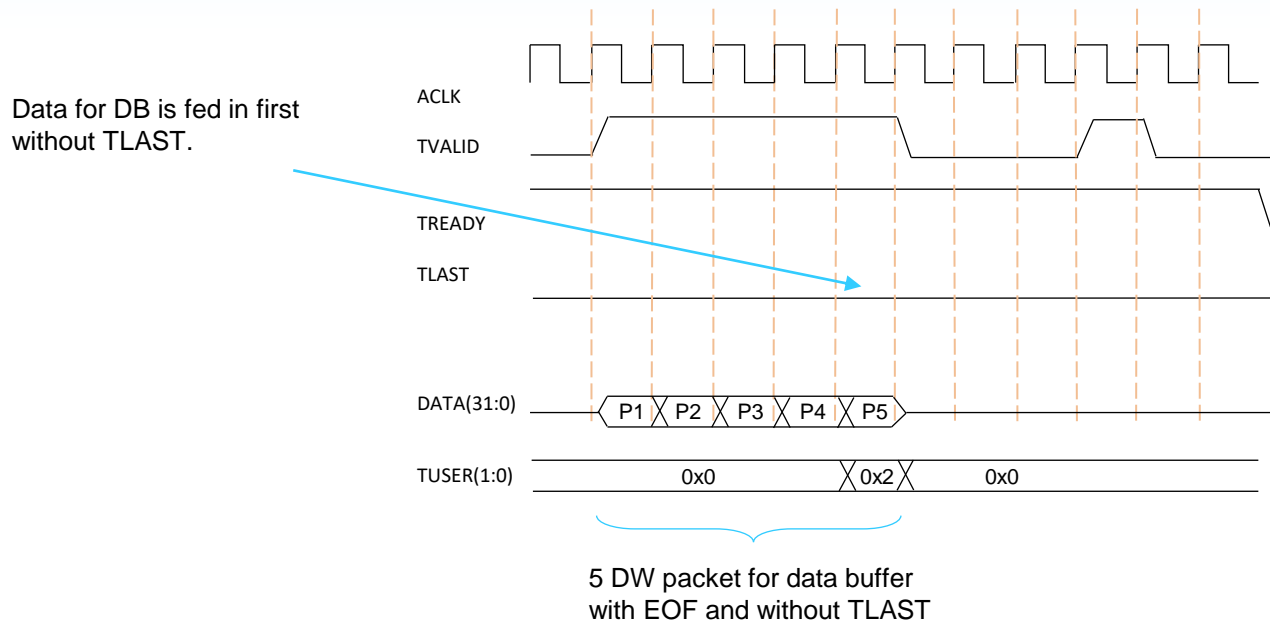 Data for DB is fed in first
without TLAST.
ACLK
TVALID
TREADY
TLAST
DATA(31:0)
P1 P2 P3 P4 P5
TUSER(1:0)
0x0 0x2 0x0
5 DW packet for data buffer
with EOF and without TLAST